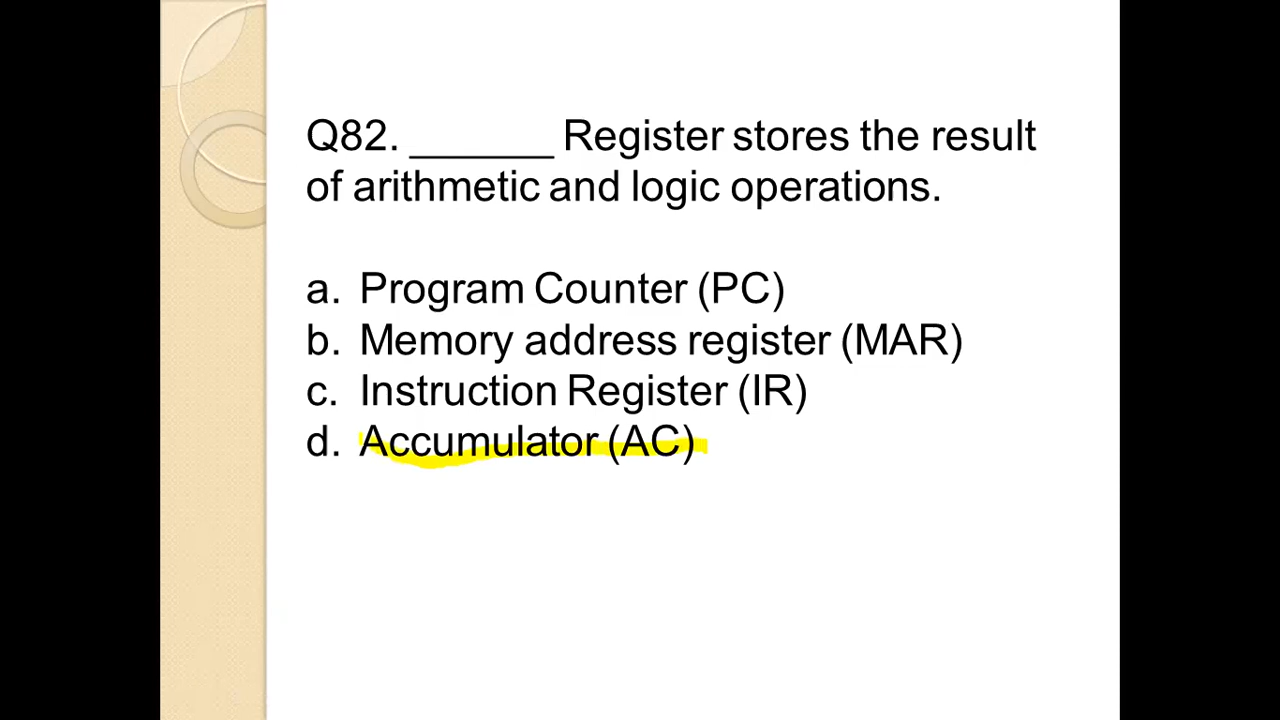 Q82. ______ Register stores the result
of arithmetic and logic operations.
a. Program Counter (PC)
b. Memory address register (MAR)
c. Instruction Register (IR)
d. Accumulator (AC)